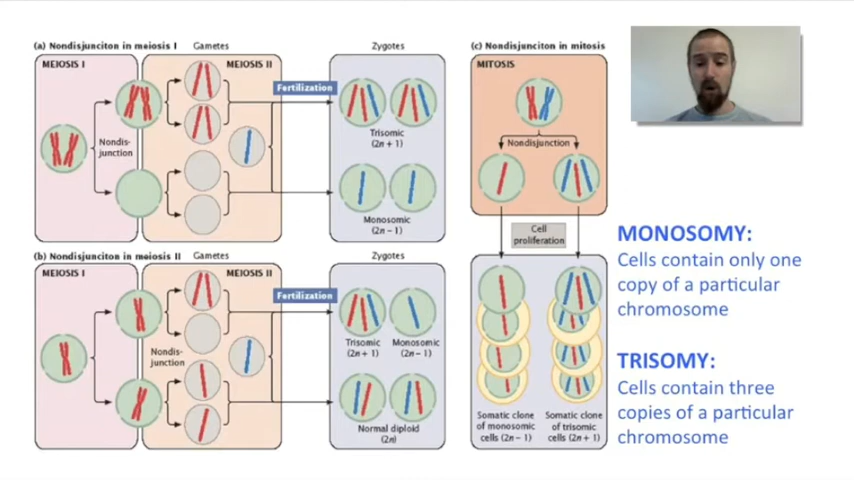 (a) Nondisjunciton in meiosis I
Gametes
Zygotes
MEIOSIS I
MEIOSIS II
Nondis-
junction
Fertilization
Trisomic
(2n + 1)
Monosomic
(2n − 1)
(b) Nondisjunciton in meiosis II
Gametes
Zygotes
MEIOSIS I
MEIOSIS II
Nondis-
junction
Fertilization
Trisomic
(2n + 1)
Monosomic
(2n − 1)
Normal diploid
(2n)
(c) Nondisjunciton in mitosis
MITOSIS
Nondisjunction
Cell
proliferation
Somatic clone
of monosomic
cells (2n − 1)
Somatic clone
of trisomic
cells (2n + 1)
MONOSOMY:
Cells contain only one
copy of a particular
chromosome
TRISOMY:
Cells contain three
copies of a particular
chromosome